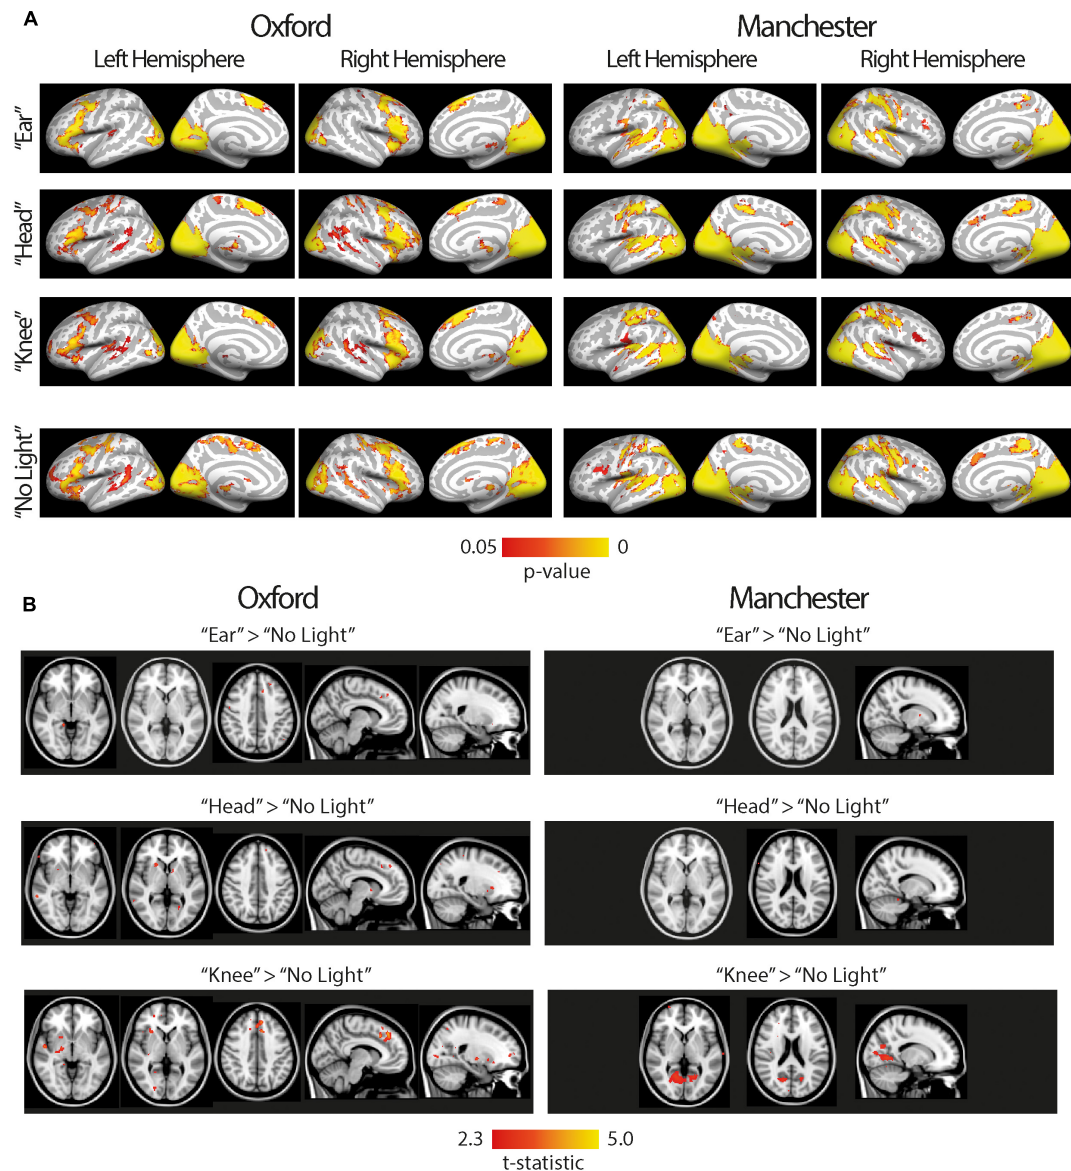 A
Oxford Manchester
Left Hemisphere Right Hemisphere Left Hemisphere Right Hemisphere
“Ear”
“Head”
“Knee”
“No Light”
0.05 0
p-value
B
Oxford Manchester
“Ear” > “No Light” “Ear” > “No Light”
“Head” > “No Light” “Head” > “No Light”
“Knee” > “No Light” “Knee” > “No Light”
2.3 5.0
t-statistic